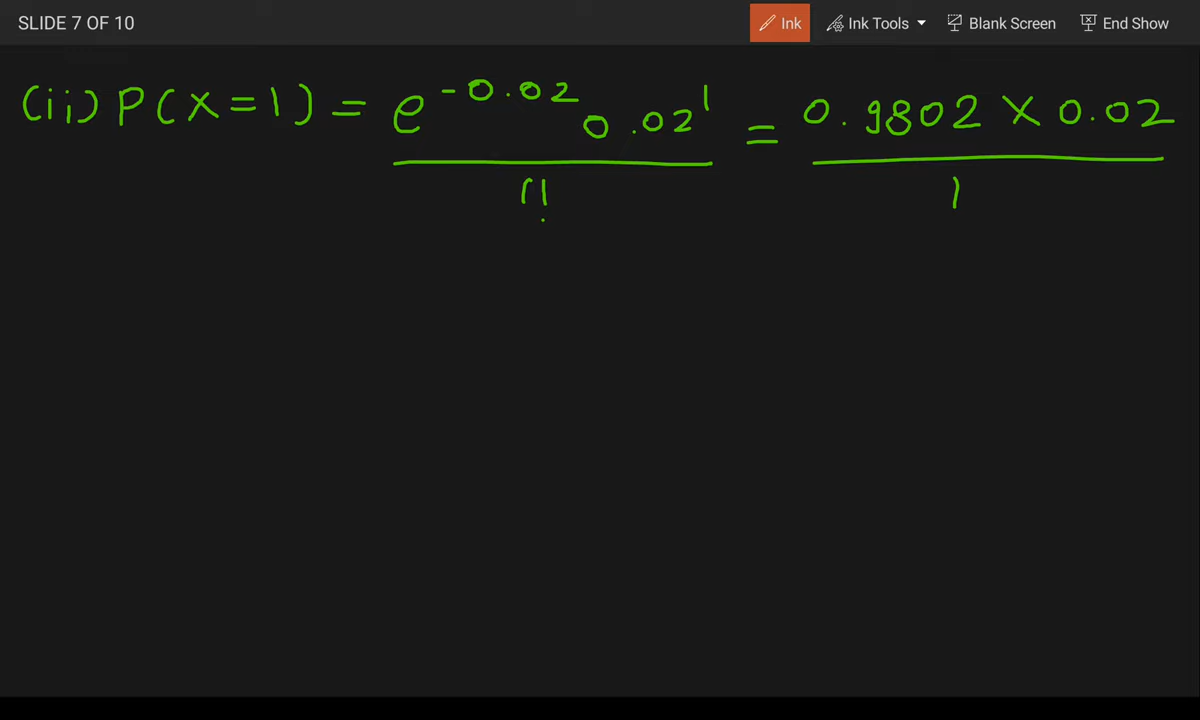 SLIDE 7 OF 10 Ink Ink Tools Blank Screen End Show
(ii) P(X=1) = e^{-0.02} 0.02^1 / 1! = 0.9802 X 0.02 / 1